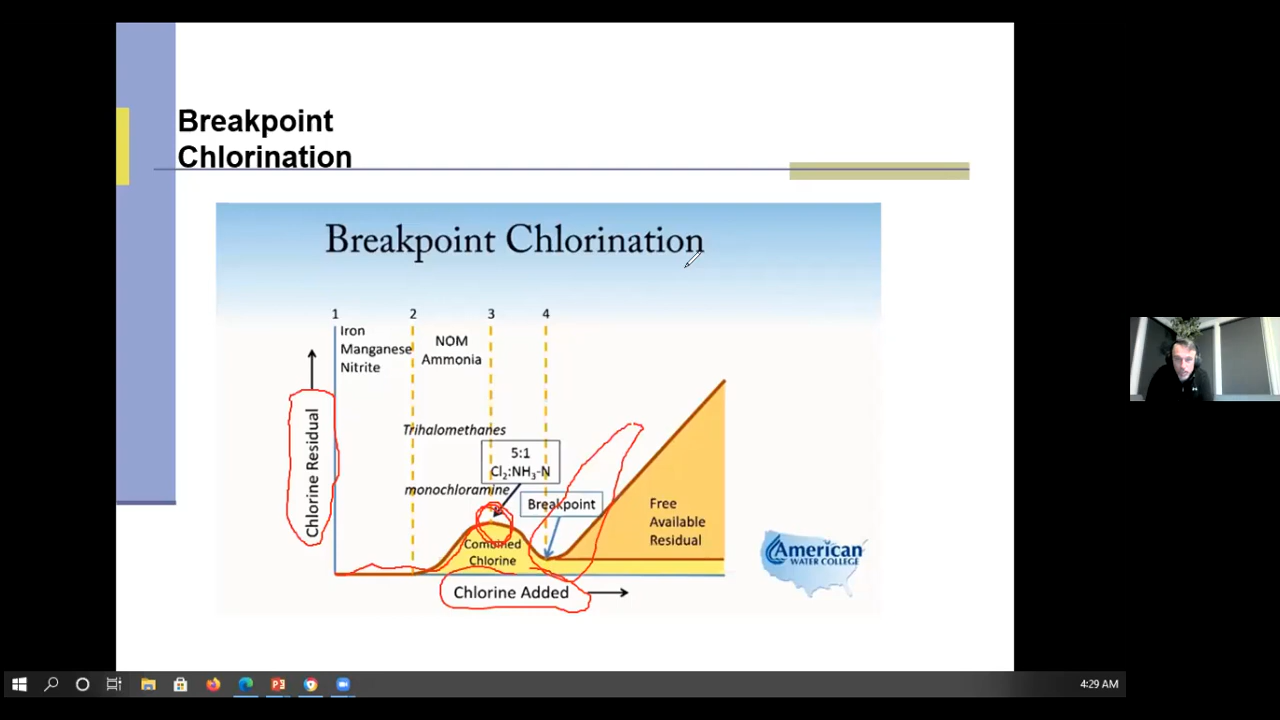 Breakpoint
Chlorination
Breakpoint Chlorination
1 2 3 4
Iron
Manganese
Nitrite
NOM
Ammonia
Chlorine Residual
Trihalomethanes
5:1
Cl₂:NH₃-N
monochloramine
Breakpoint
Combined
Chlorine
Free
Available
Residual
American
WATER COLLEGE
Chlorine Added
4:29 AM